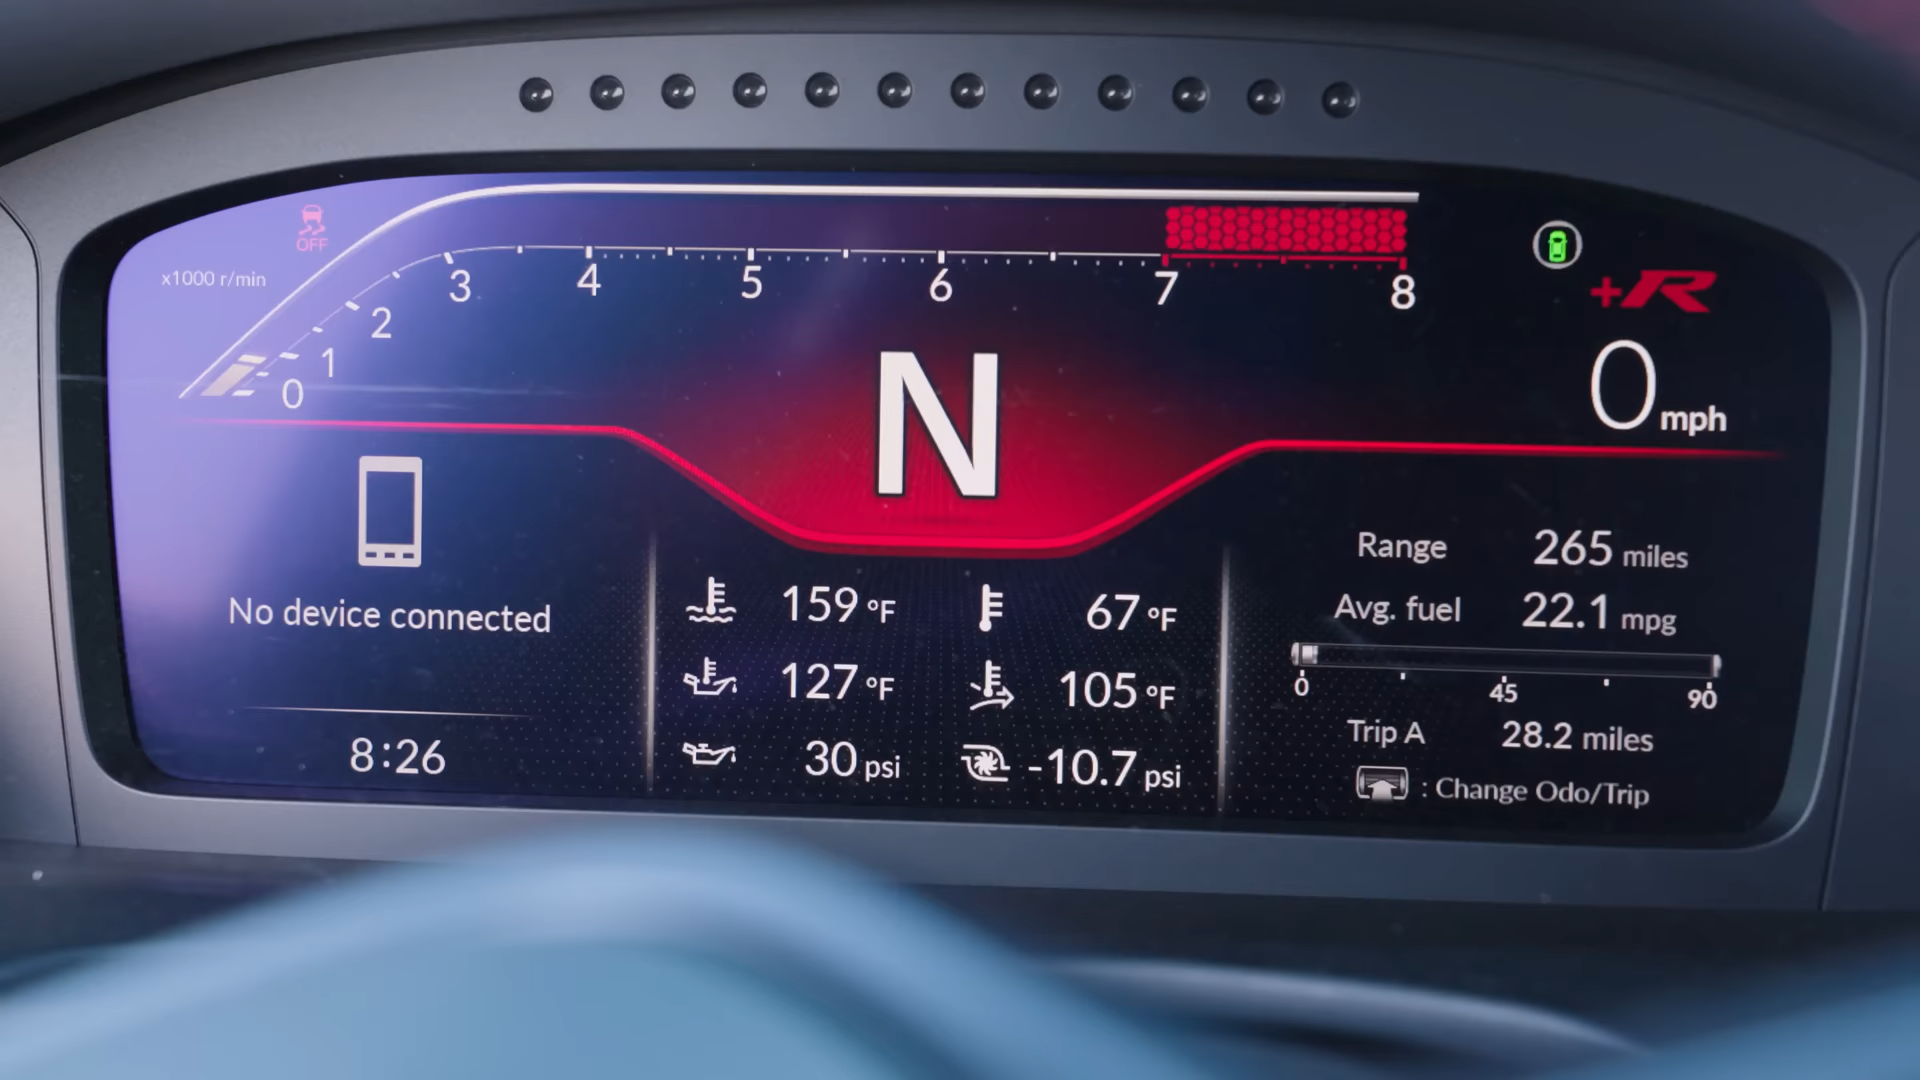 OFF
x1000 r/min
0 1 2 3 4 5 6 7 8
+R
N
0 mph
No device connected
8:26
159 °F 67 °F
127 °F 105 °F
30 psi -10.7 psi
Range 265 miles
Avg. fuel 22.1 mpg
0 45 90
Trip A 28.2 miles
: Change Odo/Trip